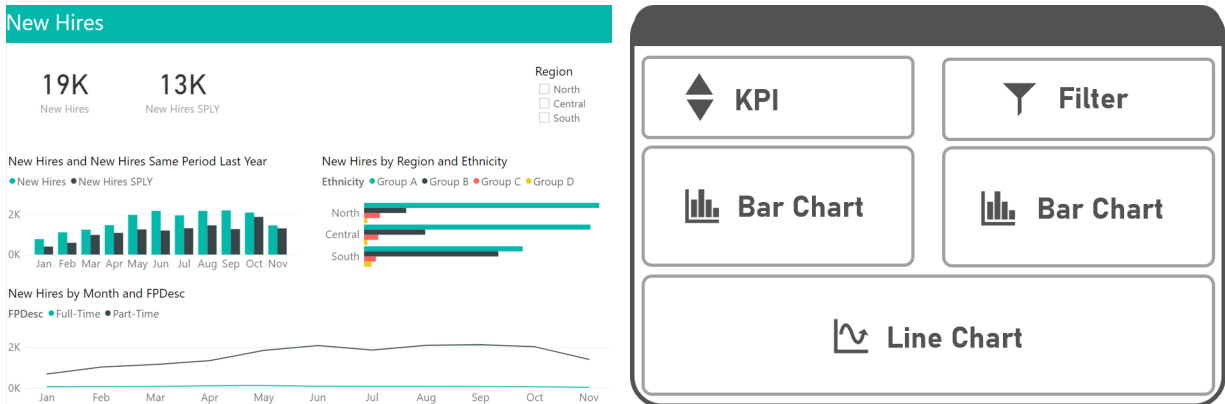 New Hires
19K
New Hires
13K
New Hires SPLY
Region
North
Central
South
New Hires and New Hires Same Period Last Year
New Hires New Hires SPLY
2K
0K
Jan Feb Mar Apr May Jun Jul Aug Sep Oct Nov
New Hires by Region and Ethnicity
Ethnicity Group A Group B Group C Group D
North
Central
South
New Hires by Month and FPDesc
FPDesc Full-Time Part-Time
2K
0K
Jan Feb Mar Apr May Jun Jul Aug Sep Oct Nov
KPI
Filter
Bar Chart
Bar Chart
Line Chart